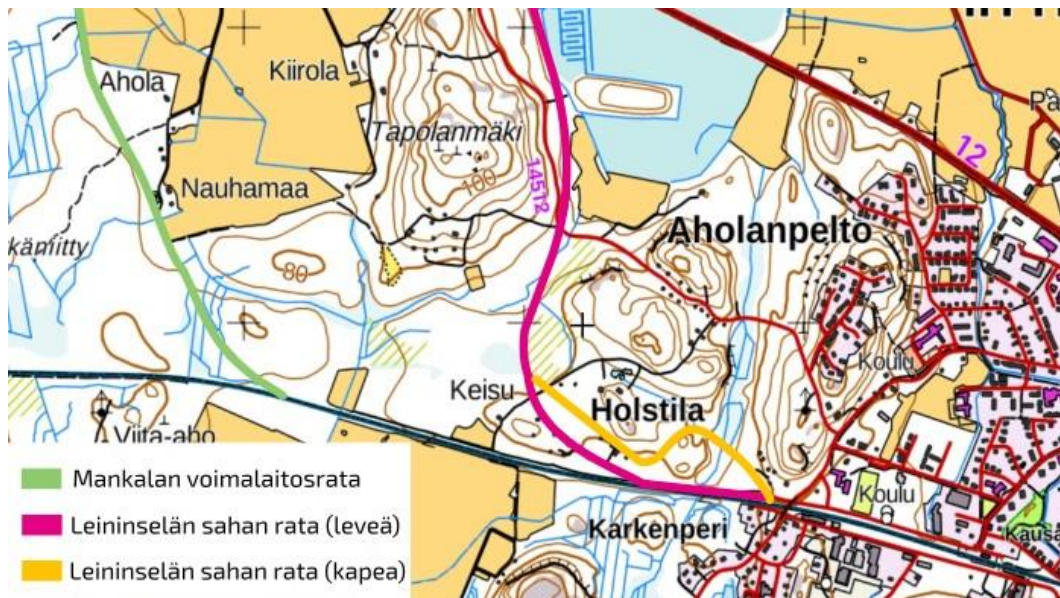 Ahola
Kiirola
Tapolanmäki
12
Nauhamaa
100
14512
Aholanpelto
kämitty
80
Koulu
Keisu
Holstila
Viita-aho
Mankalan voimalaitosrata
Koulu
Leininselän sahan rata (leveä)
Karkenperi
Kausa
Leininselän sahan rata (kapea)